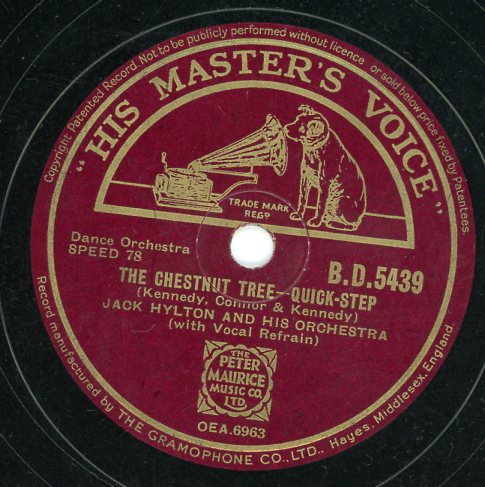 Copyright. Patented Record. Not to be publicly performed without licence or sold below price fixed by Patentees.
"HIS MASTER'S VOICE"
TRADE MARK
REGD
Dance Orchestra
SPEED 78
B.D.5439
THE CHESTNUT TREE—QUICK-STEP
(Kennedy, Connor & Kennedy)
JACK HYLTON AND HIS ORCHESTRA
(with Vocal Refrain)
THE
PETER
MAURICE
MUSIC CO.
LTD.
OEA.6963
Record manufactured by THE GRAMOPHONE CO., LTD., Hayes, Middlesex, England.